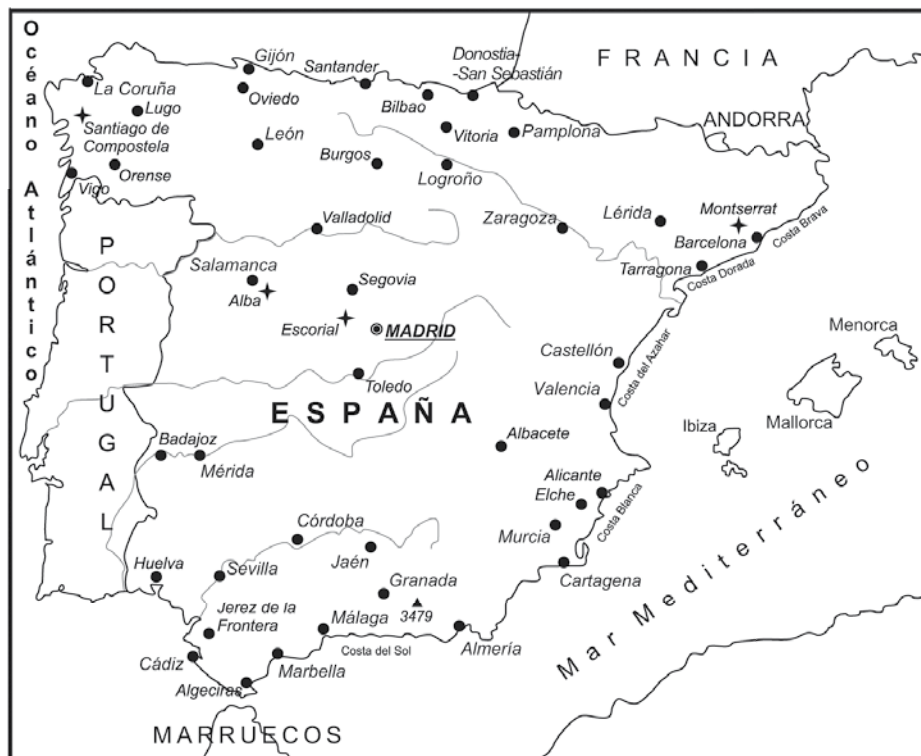 Océano Atlántico
FRANCIA
ANDORRA
PORTUGAL
ESPAÑA
MARRUECOS
Mar Mediterráneo
Gijón
Santander
Donostia-
-San Sebastián
La Coruña
Oviedo
Bilbao
Lugo
Santiago de
Compostela
León
Vitoria
Pamplona
Burgos
Logroño
Orense
Vigo
Valladolid
Zaragoza
Lérida
Montserrat
Barcelona
Costa Brava
Tarragona
Costa Dorada
Salamanca
Alba
Segovia
Escorial
MADRID
Toledo
Castellón
Costa del Azahar
Valencia
Menorca
Mallorca
Ibiza
Badajoz
Mérida
Albacete
Alicante
Elche
Costa Blanca
Murcia
Cartagena
Córdoba
Jaén
Huelva
Sevilla
Granada
3479
Jerez de la
Frontera
Málaga
Costa del Sol
Almería
Cádiz
Marbella
Algeciras